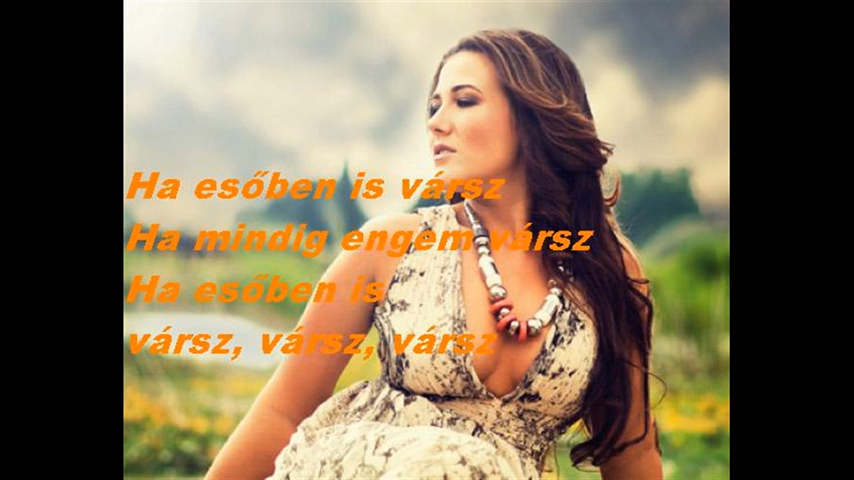 Ha esőben is vársz
Ha mindig engem vársz
Ha esőben is
vársz, vársz, vársz